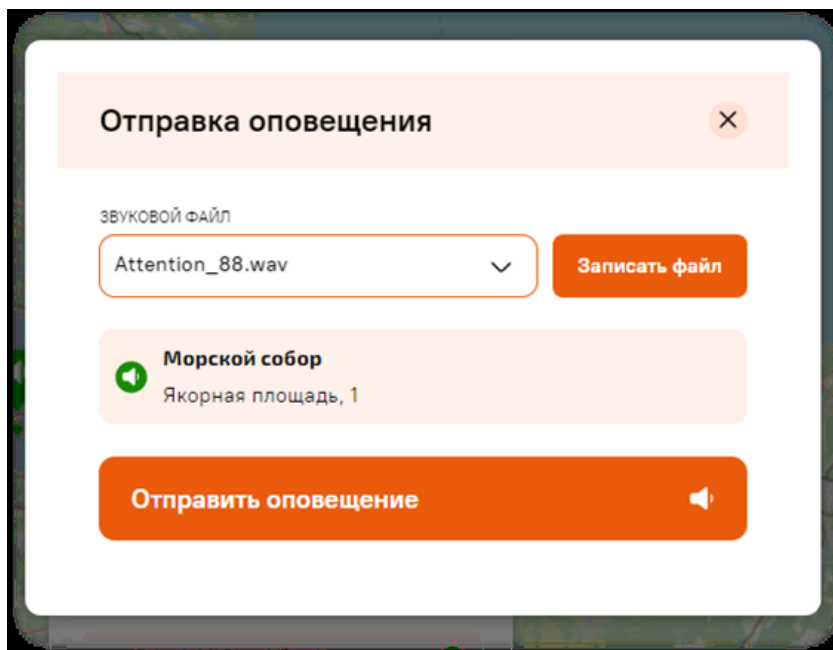 Отправка оповещения
ЗВУКОВОЙ ФАЙЛ
Attention_88.wav
Записать файл
Морской собор
Якорная площадь, 1
Отправить оповещение